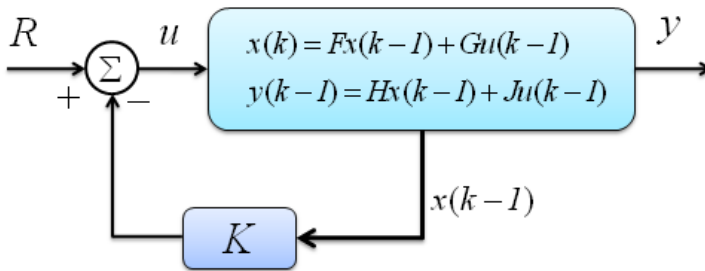 R
u
y
Σ
+
−
x(k)=Fx(k−1)+Gu(k−1)
y(k−1)=Hx(k−1)+Ju(k−1)
x(k−1)
K